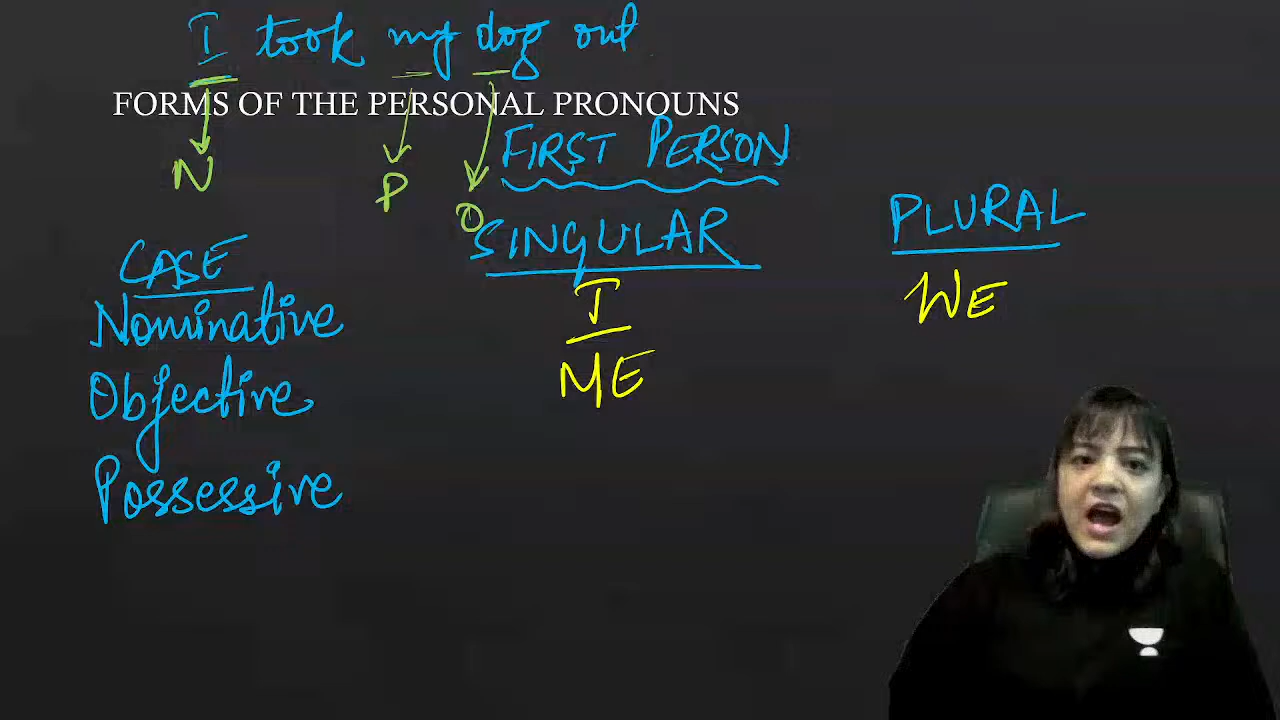 I took my dog out
FORMS OF THE PERSONAL PRONOUNS
N P O
FIRST PERSON
CASE SINGULAR PLURAL
Nominative I WE
Objective ME
Possessive